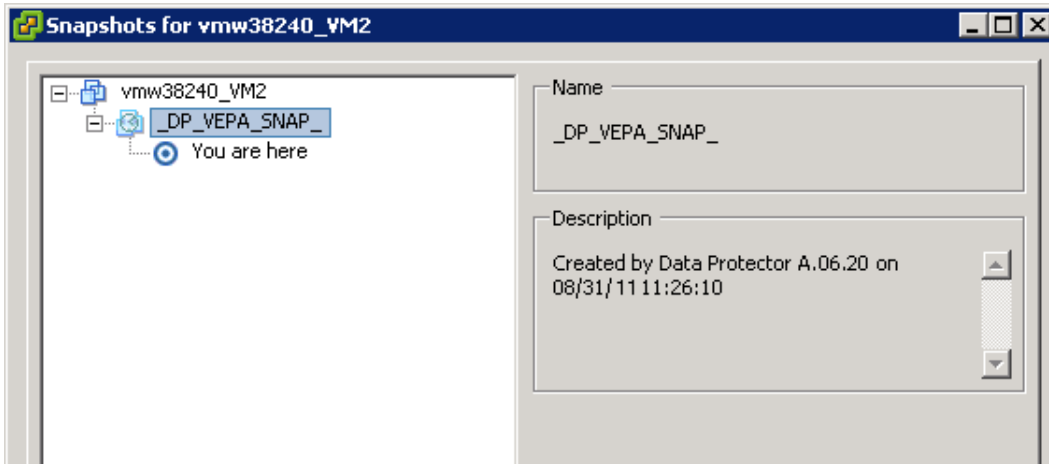 Snapshots for vmw38240_VM2
vmw38240_VM2
_DP_VEPA_SNAP_
You are here
Name
_DP_VEPA_SNAP_
Description
Created by Data Protector A.06.20 on
08/31/11 11:26:10